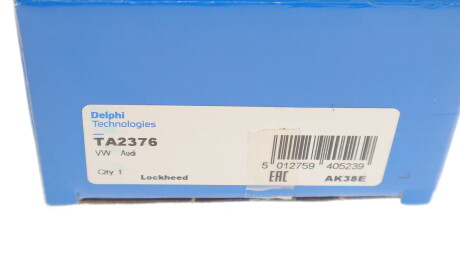 Delphi
Technologies
TA2376
VW Audi
Qty 1
Lockheed
5 012759 405239
EAC
AK38E